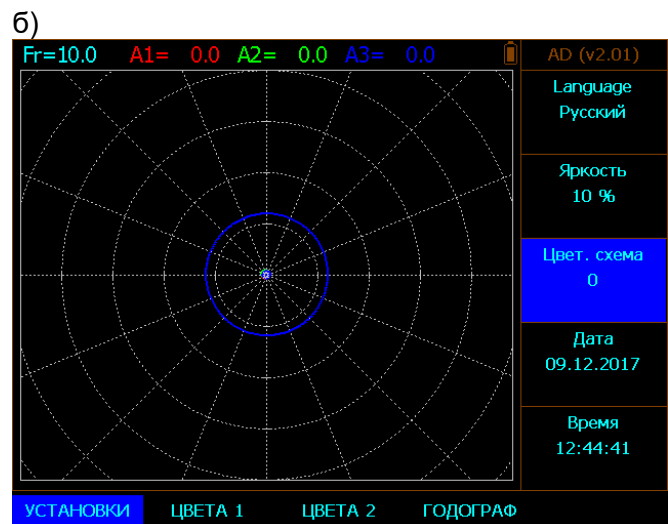 б)
Fr=10.0 A1= 0.0 A2= 0.0 A3= 0.0
AD (v2.01)
Language
Русский
Яркость
10 %
Цвет. схема
0
Дата
09.12.2017
Время
12:44:41
УСТАНОВКИ ЦВЕТА 1 ЦВЕТА 2 ГОДОГРАФ